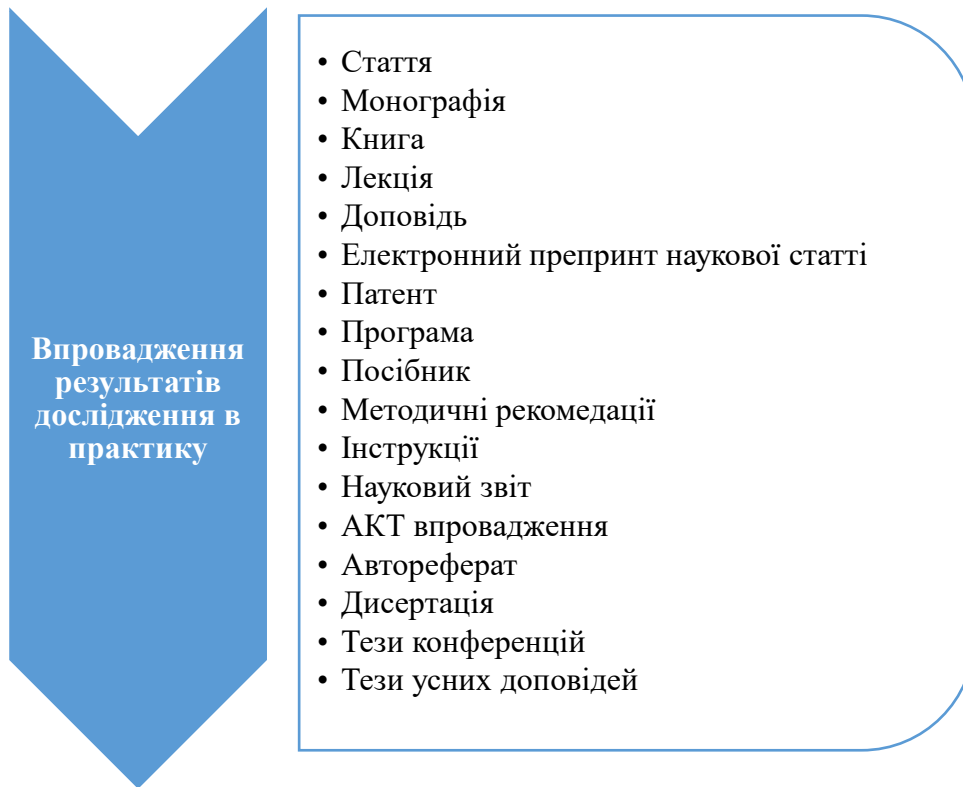 Впровадження
результатів
дослідження в
практику
• Стаття
• Монографія
• Книга
• Лекція
• Доповідь
• Електронний препринт наукової статті
• Патент
• Програма
• Посібник
• Методичні рекомедації
• Інструкції
• Науковий звіт
• АКТ впровадження
• Автореферат
• Дисертація
• Тези конференцій
• Тези усних доповідей